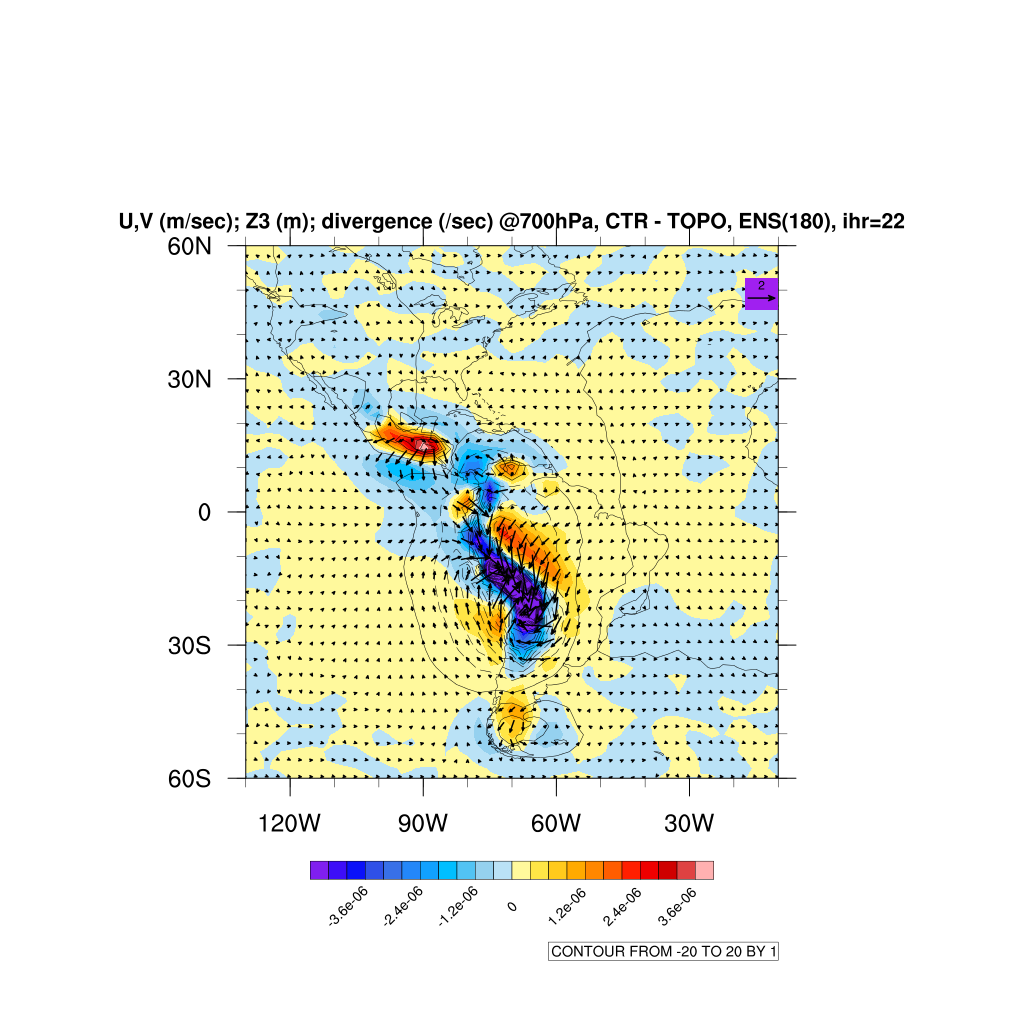 U,V (m/sec); Z3 (m); divergence (/sec) @700hPa, CTR - TOPO, ENS(180), ihr=22
60N
2
30N
0
30S
60S
120W 90W 60W 30W
-3.6e-06 -2.4e-06 -1.2e-06 0 1.2e-06 2.4e-06 3.6e-06
CONTOUR FROM -20 TO 20 BY 1